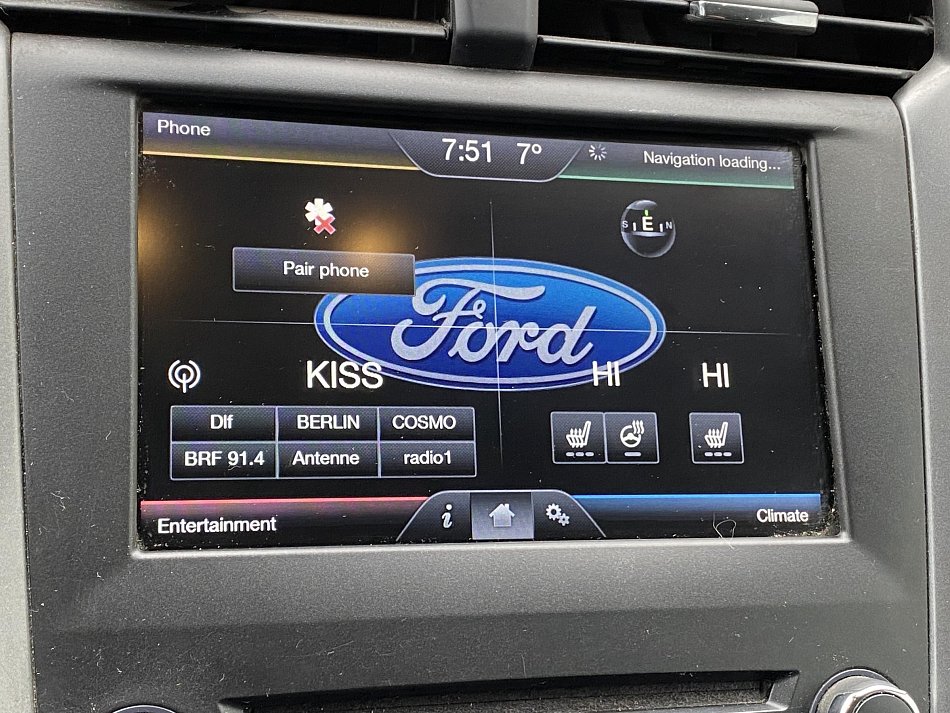 Phone
7:51 7°
Navigation loading...
S E N
Pair phone
Ford
KISS
HI HI
Dlf BERLIN COSMO
BRF 91.4 Antenne radio1
Entertainment
i
Climate